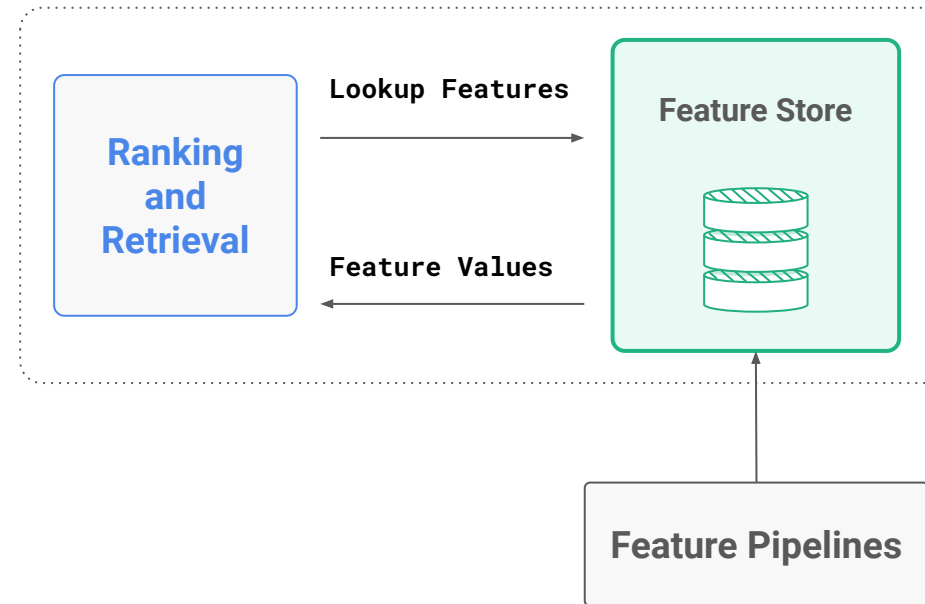 Ranking
and
Retrieval
Lookup Features
Feature Values
Feature Store
Feature Pipelines